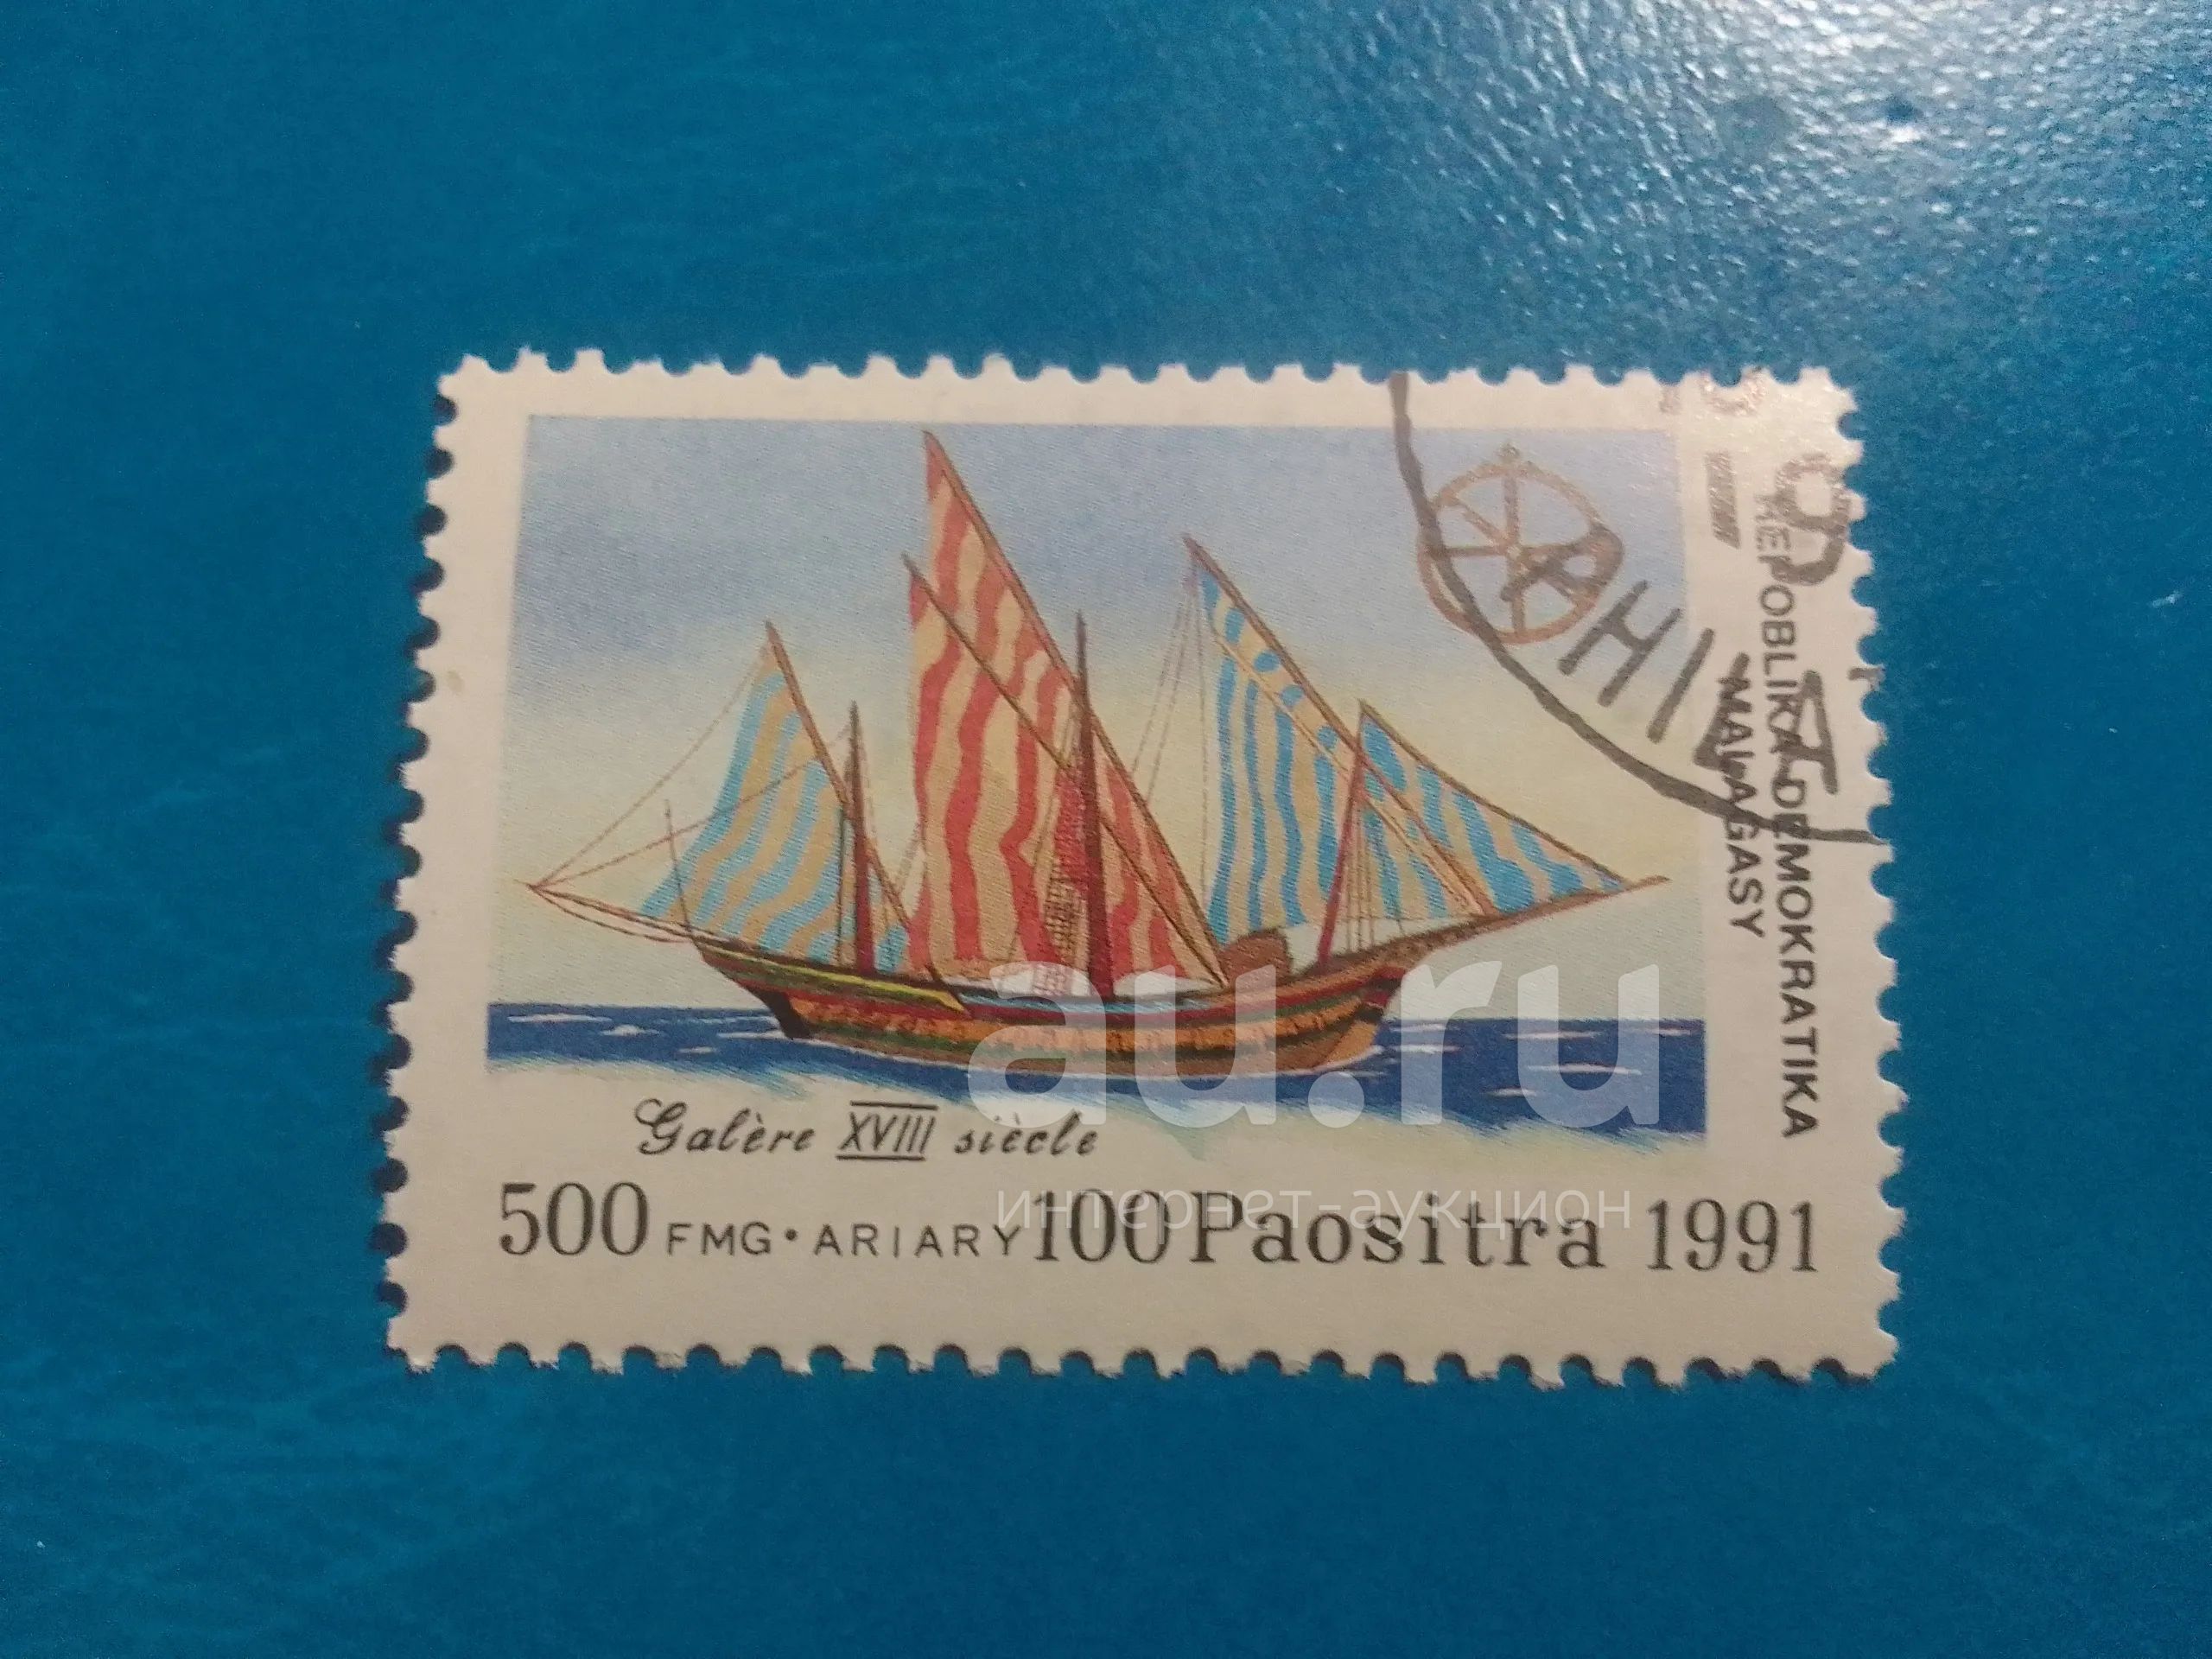 REPOBLIKA DEMOKRATIKA
MALAGASY
Galère XVIII siècle
500 FMG • ARIARY 100 Paositra 1991
au.ru
интернет-аукцион